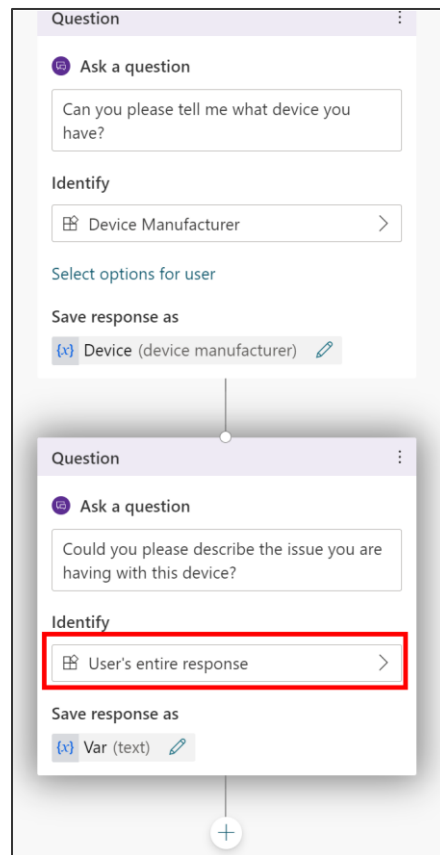 Question
Ask a question
Can you please tell me what device you
have?
Identify
Device Manufacturer
Select options for user
Save response as
{x} Device (device manufacturer)
Question
Ask a question
Could you please describe the issue you are
having with this device?
Identify
User's entire response
Save response as
{x} Var (text)